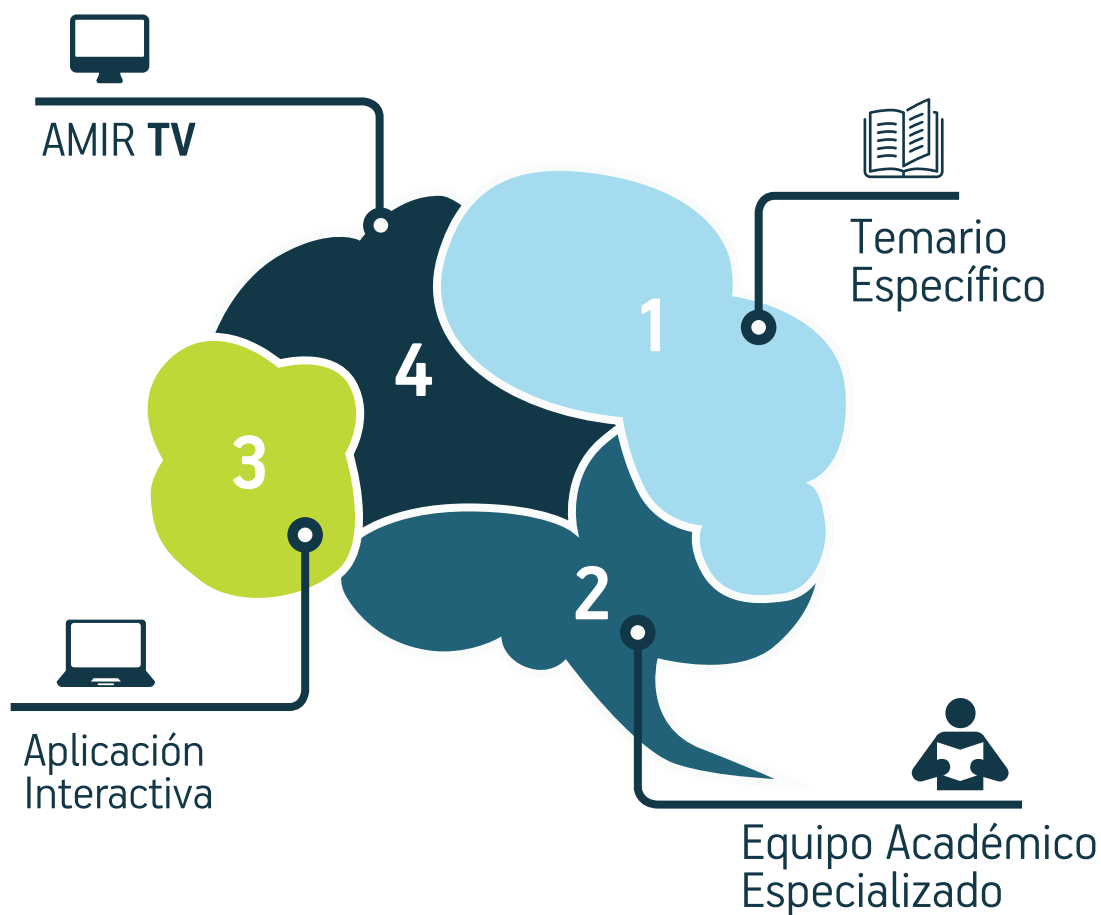 AMIR TV
Temario
Específico
1
4
3
2
Aplicación
Interactiva
Equipo Académico
Especializado